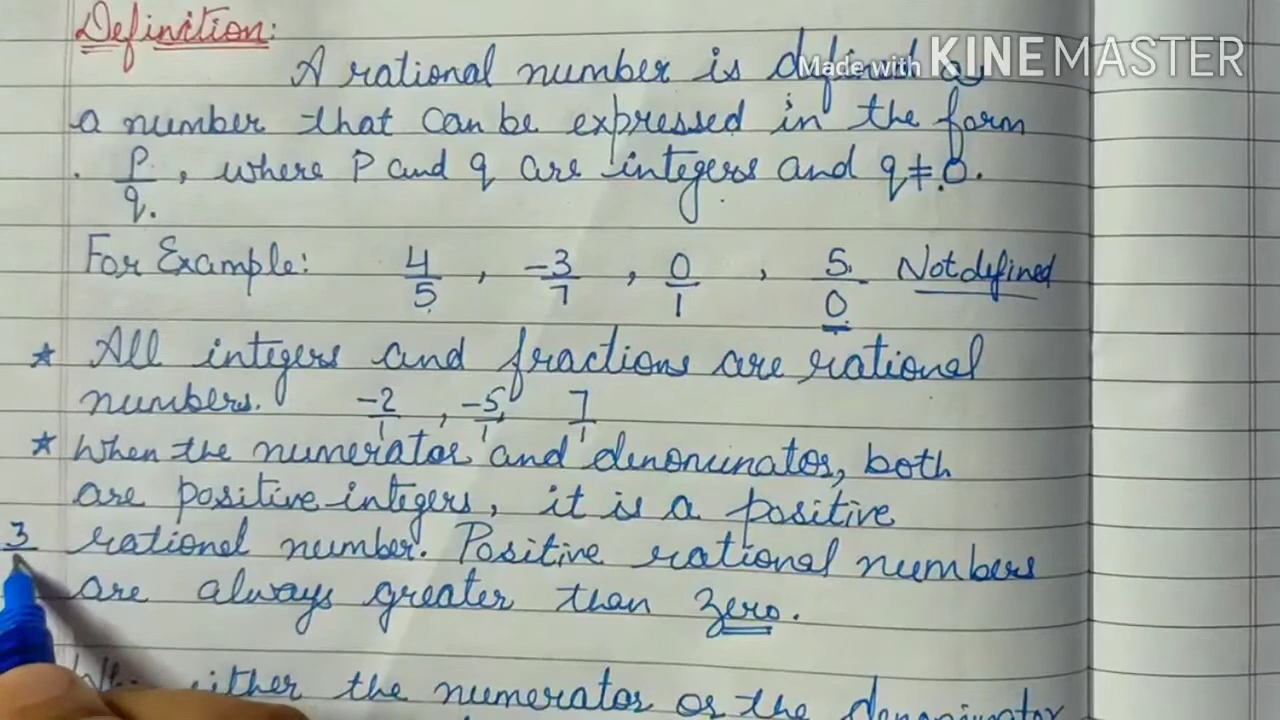 Definition:
A rational number is defined as
Made with KINEMASTER
a number that can be expressed in the form
p/q, where p and q are integers and q ≠ 0.
For Example: 4/5, -3/7, 0/1, 5/0 Not defined
★ All integers and fractions are rational
numbers. -2/1, -5/1 7/1
★ When the numerator and denominator, both
are positive integers, it is a positive
3 rational number. Positive rational numbers
are always greater than zero.
either the numerator or the denominator